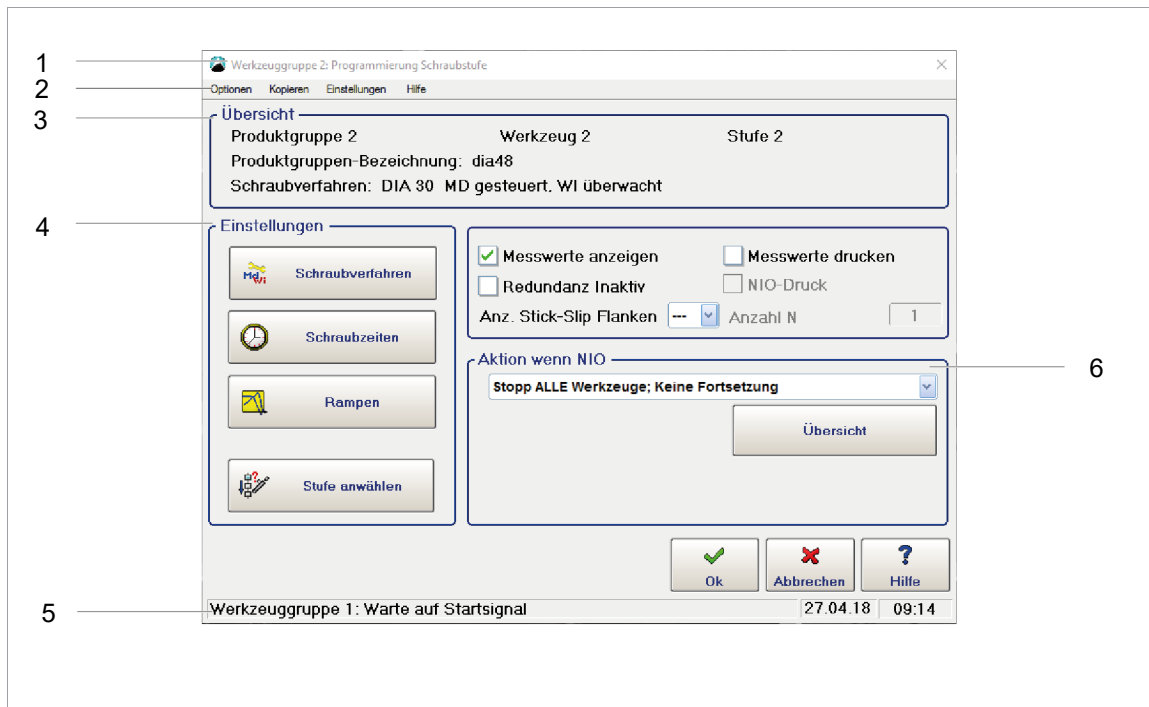 1
Werkzeuggruppe 2: Programmierung Schraubstufe
2
Optionen Kopieren Einstellungen Hilfe
3
Übersicht
Produktgruppe 2 Werkzeug 2 Stufe 2
Produktgruppen-Bezeichnung: dia48
Schraubverfahren: DIA 30 MD gesteuert, WI überwacht
4
Einstellungen
Md Wi Schraubverfahren
Schraubzeiten
Rampen
Stufe anwählen
Messwerte anzeigen Messwerte drucken
Redundanz Inaktiv NIO-Druck
Anz. Stick-Slip Flanken --- Anzahl N 1
Aktion wenn NIO
6
Stopp ALLE Werkzeuge; Keine Fortsetzung
Übersicht
Ok Abbrechen Hilfe
5
Werkzeuggruppe 1: Warte auf Startsignal 27.04.18 09:14